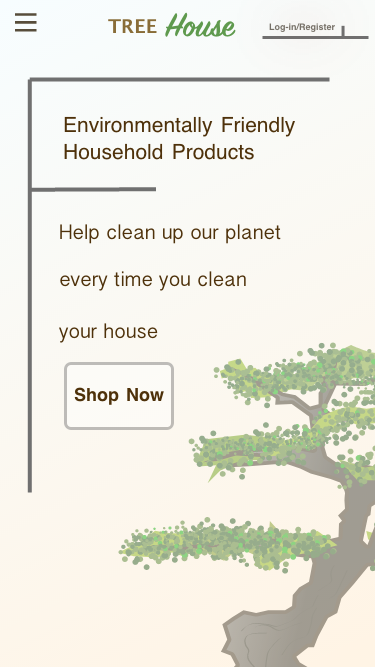 TREE House
Log-in/Register
Environmentally Friendly
Household Products
Help clean up our planet
every time you clean
your house
Shop Now